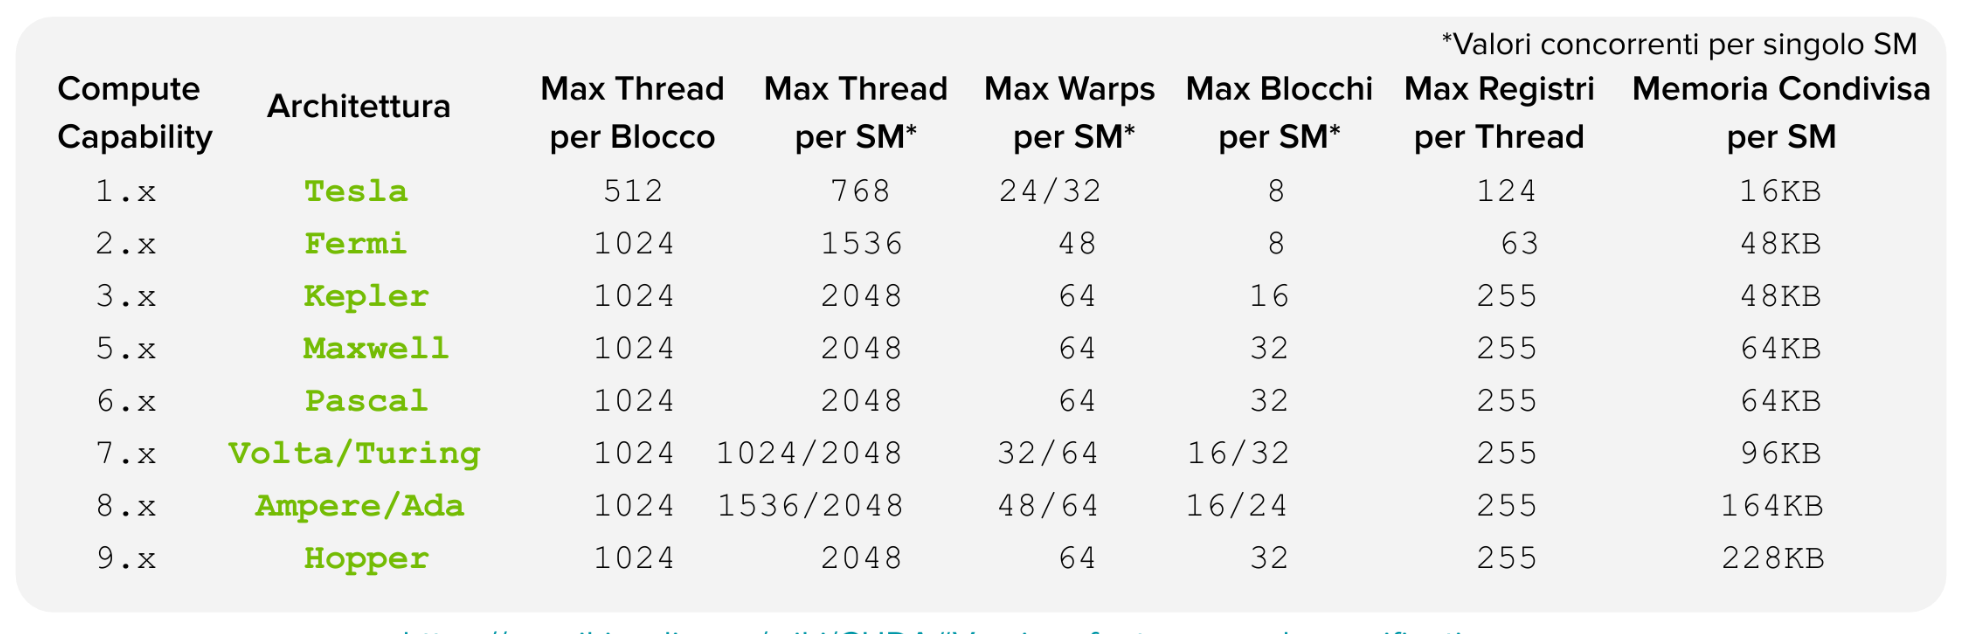 *Valori concorrenti per singolo SM
Compute Capability Architettura Max Thread per Blocco Max Thread per SM* Max Warps per SM* Max Blocchi per SM* Max Registri per Thread Memoria Condivisa per SM
1.x Tesla 512 768 24/32 8 124 16KB
2.x Fermi 1024 1536 48 8 63 48KB
3.x Kepler 1024 2048 64 16 255 48KB
5.x Maxwell 1024 2048 64 32 255 64KB
6.x Pascal 1024 2048 64 32 255 64KB
7.x Volta/Turing 1024 1024/2048 32/64 16/32 255 96KB
8.x Ampere/Ada 1024 1536/2048 48/64 16/24 255 164KB
9.x Hopper 1024 2048 64 32 255 228KB